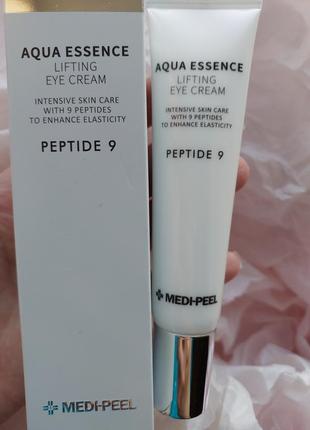 AQUA ESSENCE
LIFTING
EYE CREAM
INTENSIVE SKIN CARE
WITH 9 PEPTIDES
TO ENHANCE ELASTICITY
PEPTIDE 9
MEDI-PEEL
AQUA ESSENCE
LIFTING
EYE CREAM
INTENSIVE SKIN CARE
WITH 9 PEPTIDES
TO ENHANCE ELASTICITY
PEPTIDE 9
MEDI-PEEL